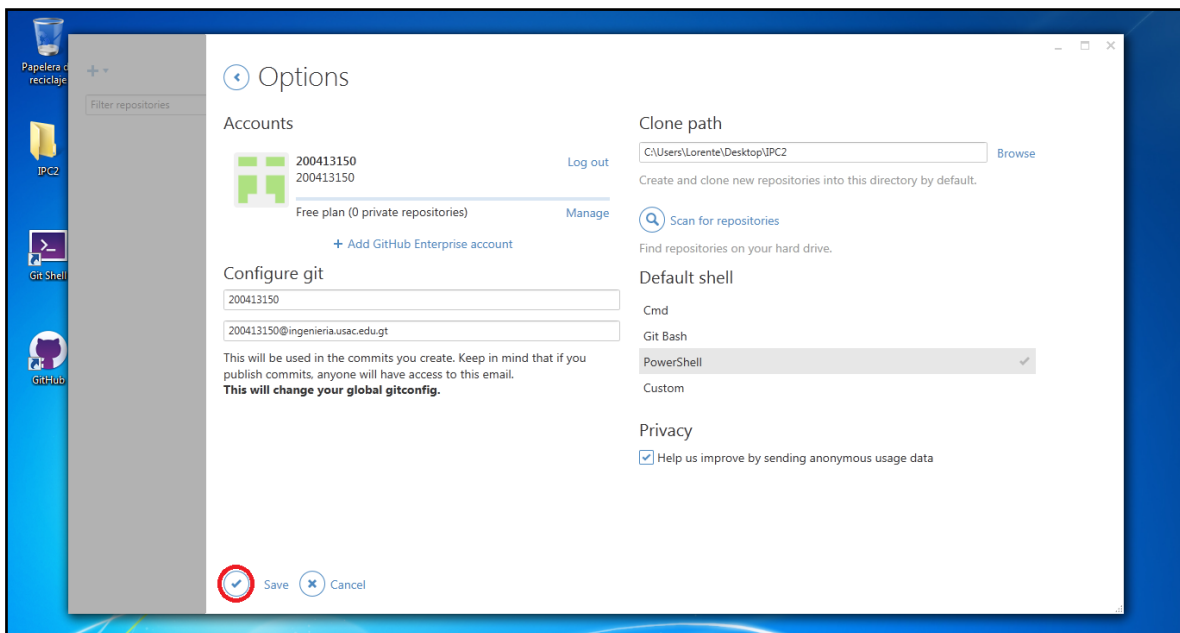 Papelera d
reciclaje
IPC2
Git Shell
GitHub
Filter repositories
Options
Accounts
200413150
200413150
Log out
Free plan (0 private repositories)
Manage
+ Add GitHub Enterprise account
Configure git
200413150
200413150@ingenieria.usac.edu.gt
This will be used in the commits you create. Keep in mind that if you
publish commits, anyone will have access to this email.
This will change your global gitconfig.
Clone path
C:\Users\Lorente\Desktop\IPC2
Browse
Create and clone new repositories into this directory by default.
Scan for repositories
Find repositories on your hard drive.
Default shell
Cmd
Git Bash
PowerShell
Custom
Privacy
Help us improve by sending anonymous usage data
Save
Cancel